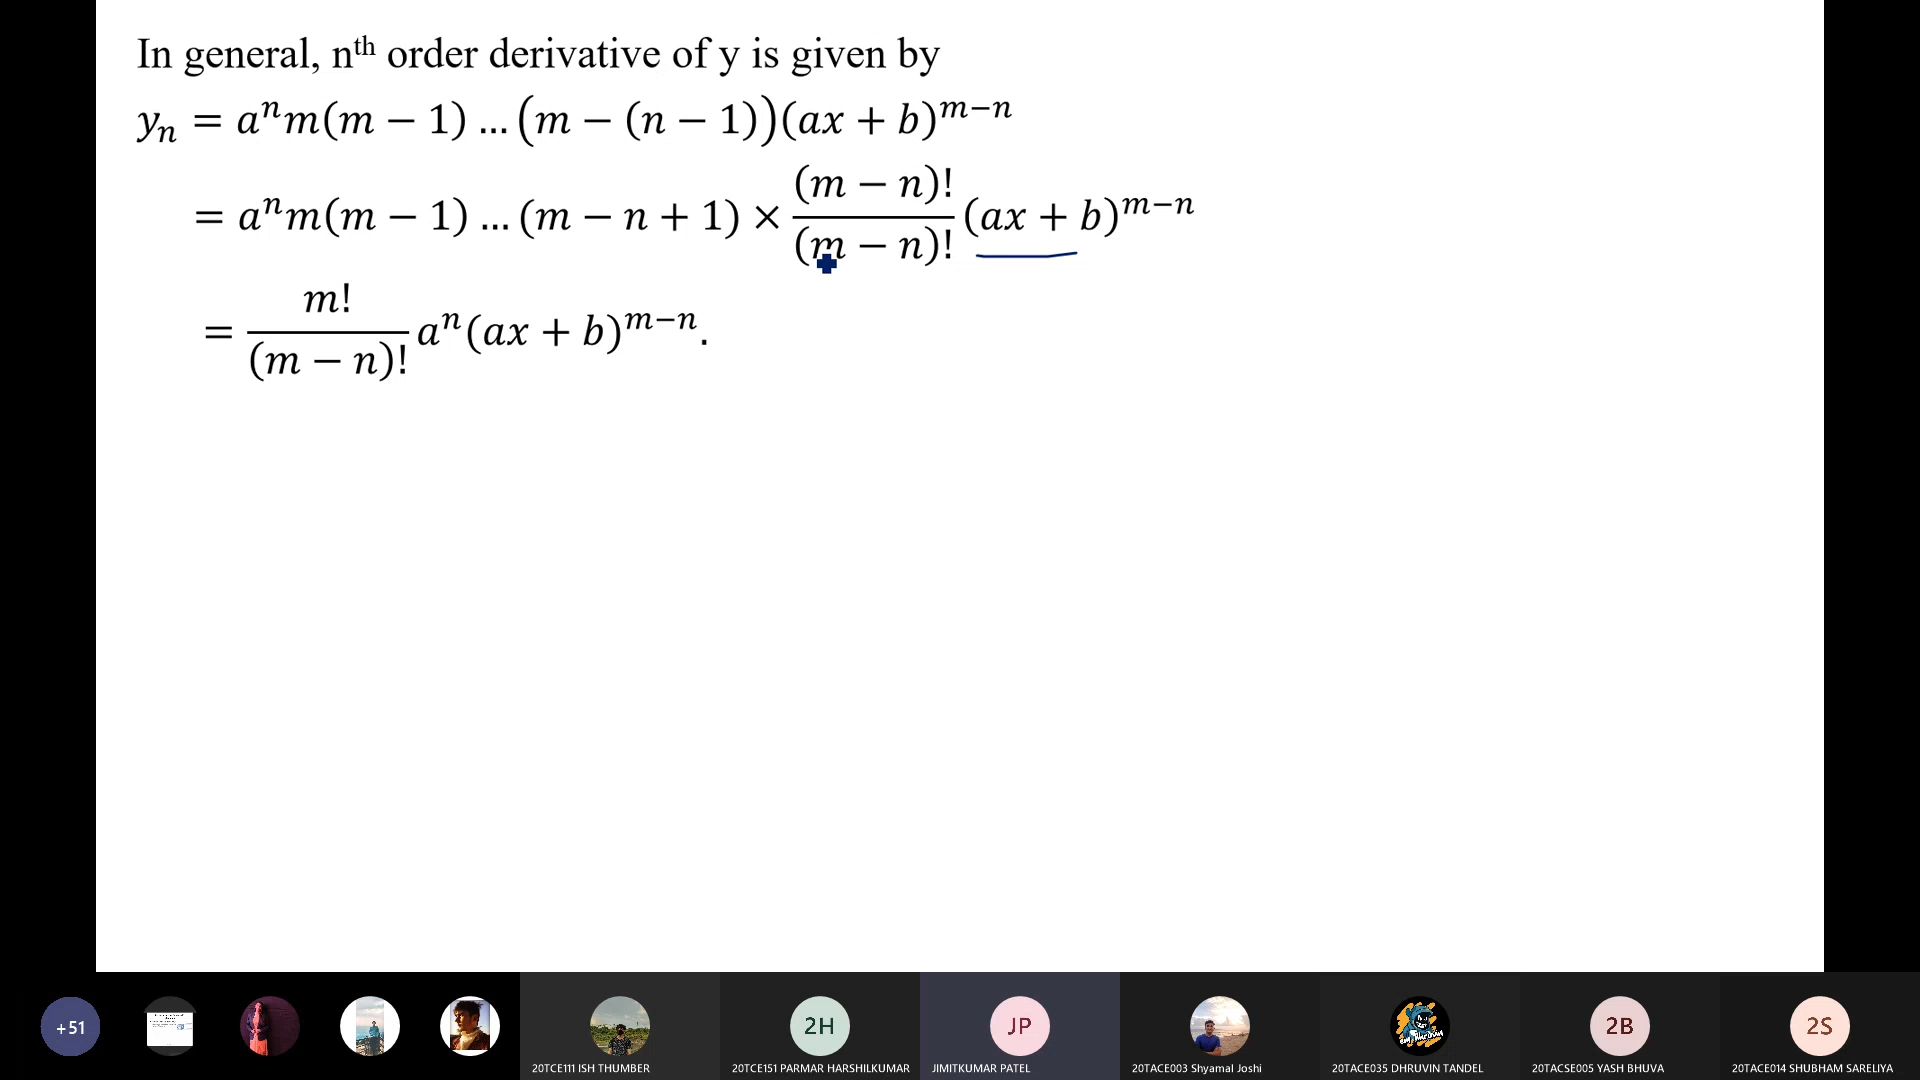 In general, nᵗʰ order derivative of y is given by
yₙ = aⁿm(m − 1) … (m − (n − 1))(ax + b)ᵐ⁻ⁿ
= aⁿm(m − 1) … (m − n + 1) × (m − n)!/(m − n)! (ax + b)ᵐ⁻ⁿ
= m!/(m − n)! aⁿ(ax + b)ᵐ⁻ⁿ.
+51
2H
JP
2B
2S
20TCE111 ISH THUMBER
20TCE151 PARMAR HARSHILKUMAR
JIMITKUMAR PATEL
20TACE003 Shyamal Joshi
20TACE035 DHRUVIN TANDEL
20TACSE005 YASH BHUVA
20TACE014 SHUBHAM SARELIYA